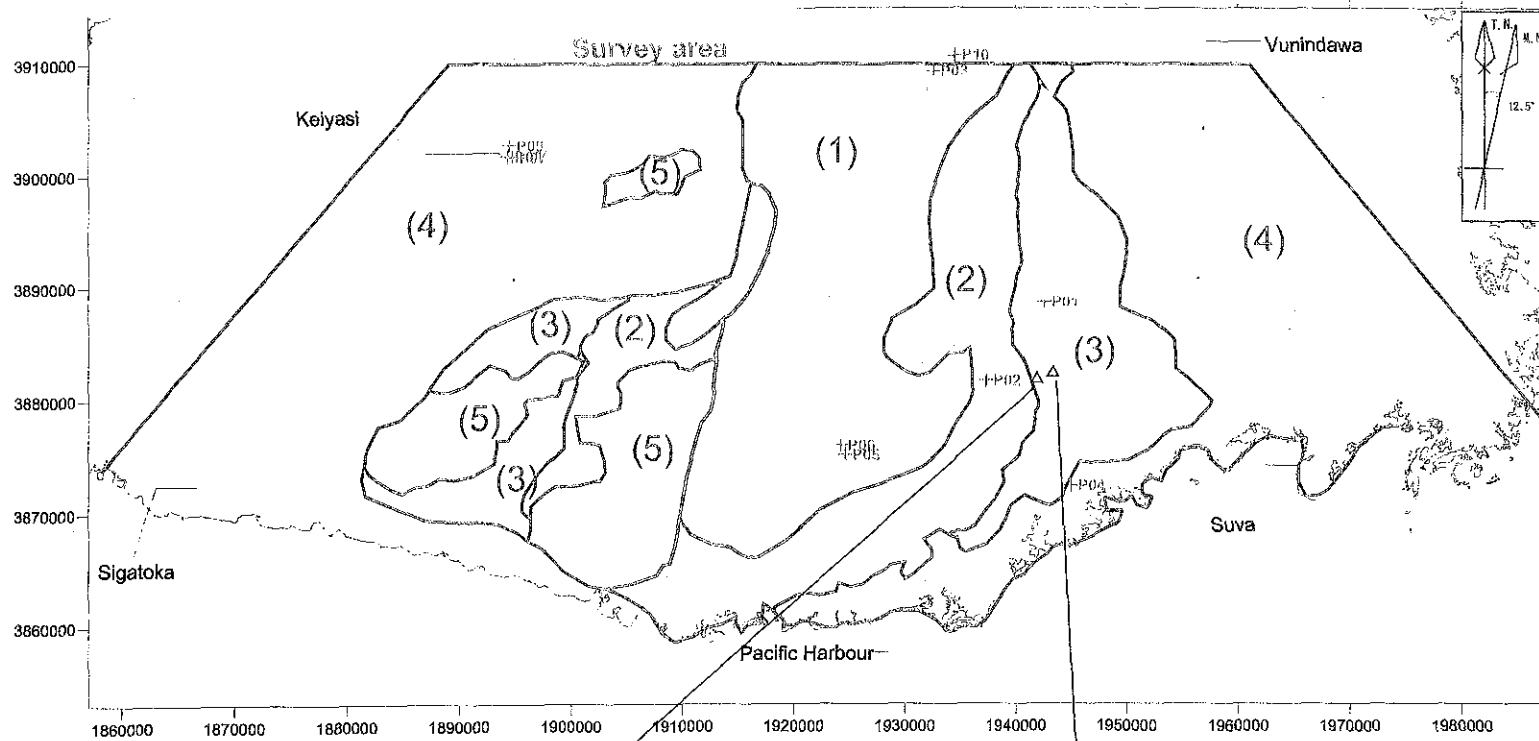 Survey area
Vunindawa
T. N.
M. N
12.5°
3910000
+P10
Keiyasi
(1)
3900000
(5)
(4)
(4)
3890000
(2)
+P01
(3)
(2)
(3)
+P02
3880000
(5)
(5)
(3)
+P04
3870000
Suva
Sigatoka
3860000
Pacific Harbour
1860000 1870000 1880000 1890000 1900000 1910000 1920000 1930000 1940000 1950000 1960000 1970000 1980000